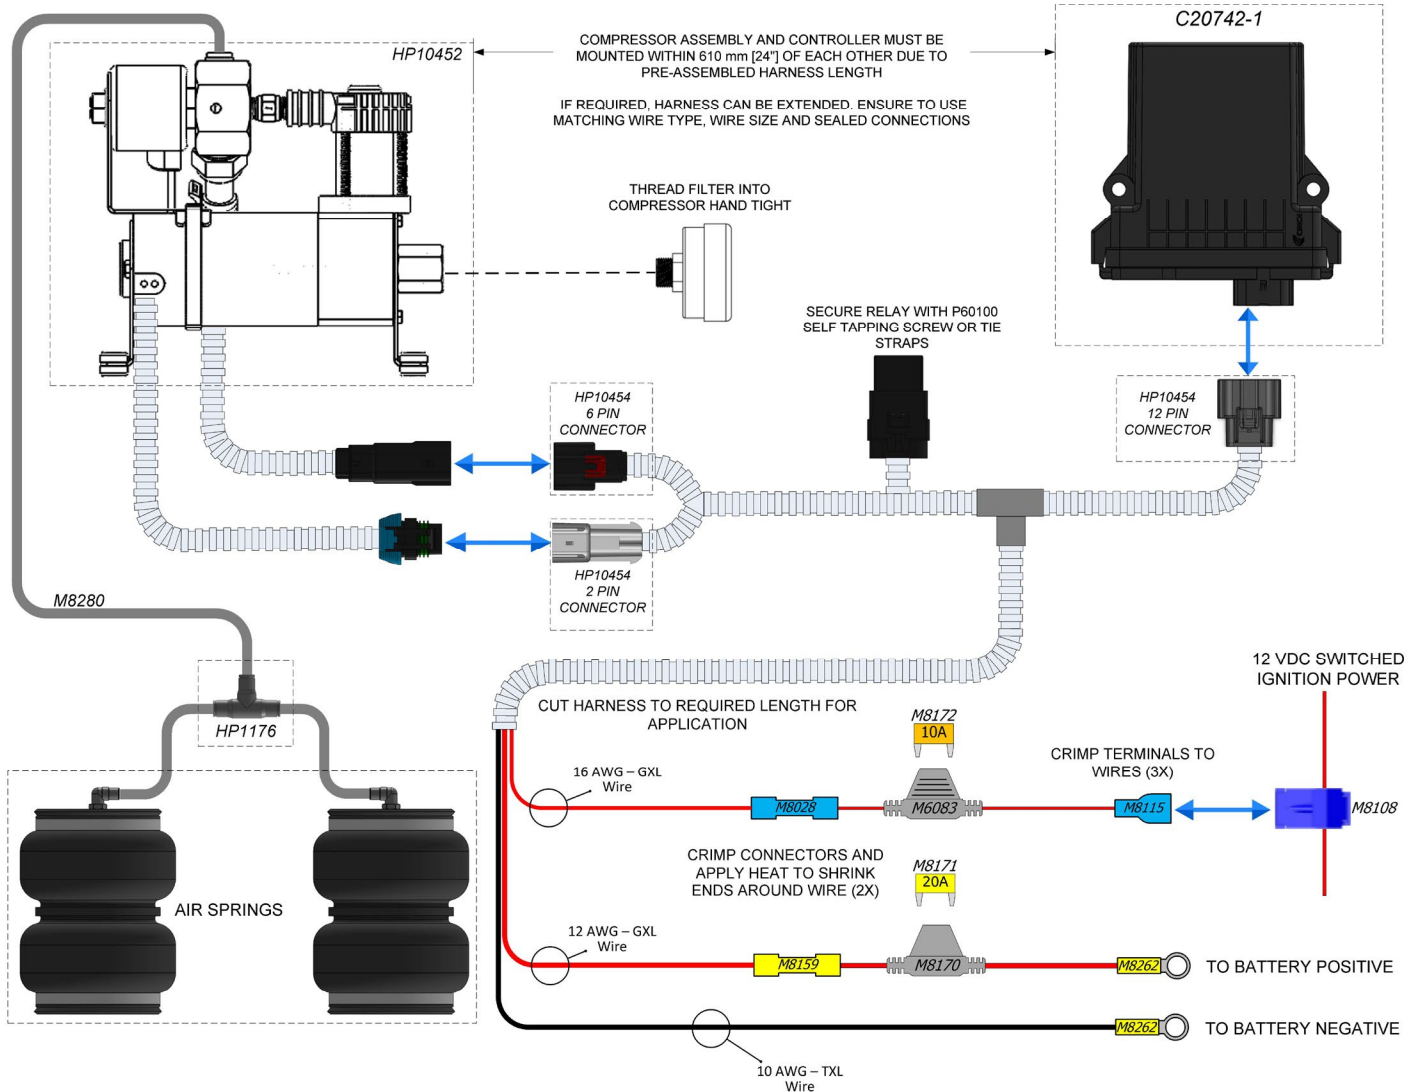 C20742-1
HP10452
COMPRESSOR ASSEMBLY AND CONTROLLER MUST BE
MOUNTED WITHIN 610 mm [24"] OF EACH OTHER DUE TO
PRE-ASSEMBLED HARNESS LENGTH
IF REQUIRED, HARNESS CAN BE EXTENDED. ENSURE TO USE
MATCHING WIRE TYPE, WIRE SIZE AND SEALED CONNECTIONS
THREAD FILTER INTO
COMPRESSOR HAND TIGHT
SECURE RELAY WITH P60100
SELF TAPPING SCREW OR TIE
STRAPS
HP10454
6 PIN
CONNECTOR
HP10454
12 PIN
CONNECTOR
HP10454
2 PIN
CONNECTOR
M8280
HP1176
AIR SPRINGS
12 VDC SWITCHED
IGNITION POWER
CUT HARNESS TO REQUIRED LENGTH FOR
APPLICATION
M8172
10A
CRIMP TERMINALS TO
WIRES (3X)
16 AWG – GXL
Wire
M8028
M6083
M8115
M8108
CRIMP CONNECTORS AND
APPLY HEAT TO SHRINK
ENDS AROUND WIRE (2X)
M8171
20A
12 AWG – GXL
Wire
M8159
M8170
M8262
TO BATTERY POSITIVE
M8262
TO BATTERY NEGATIVE
10 AWG – TXL
Wire